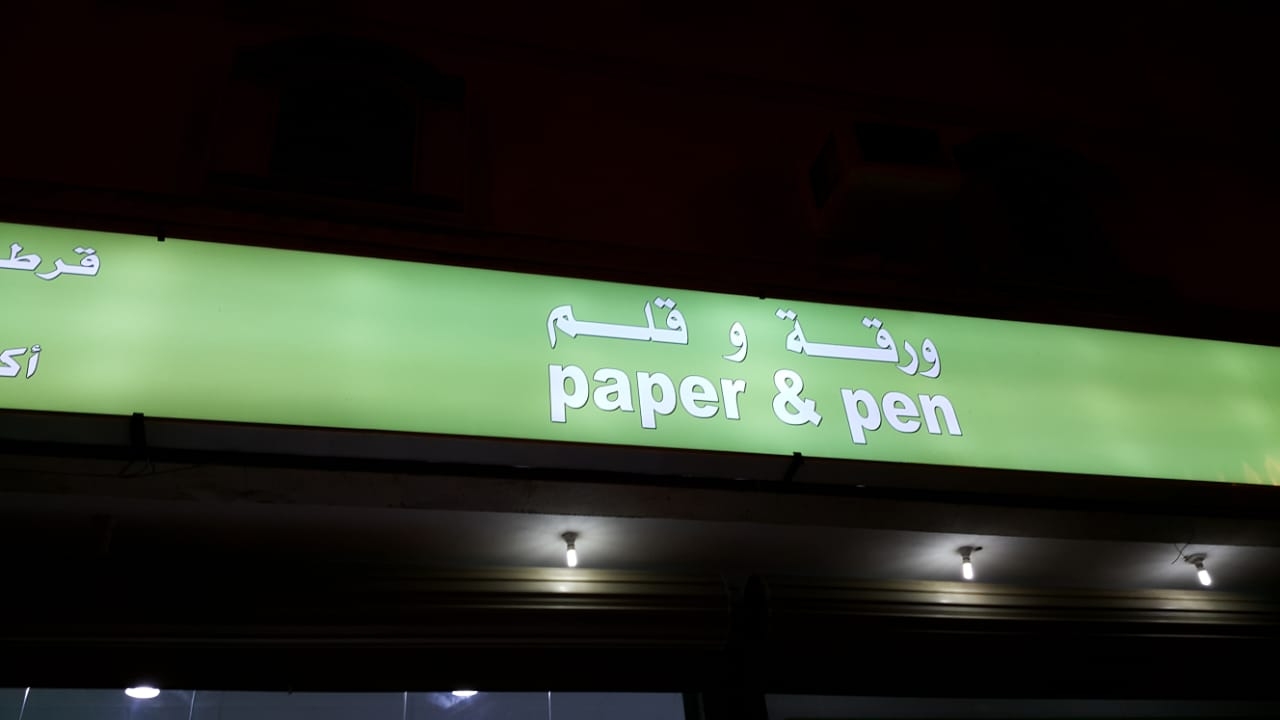 ورقة و قلم
paper & pen